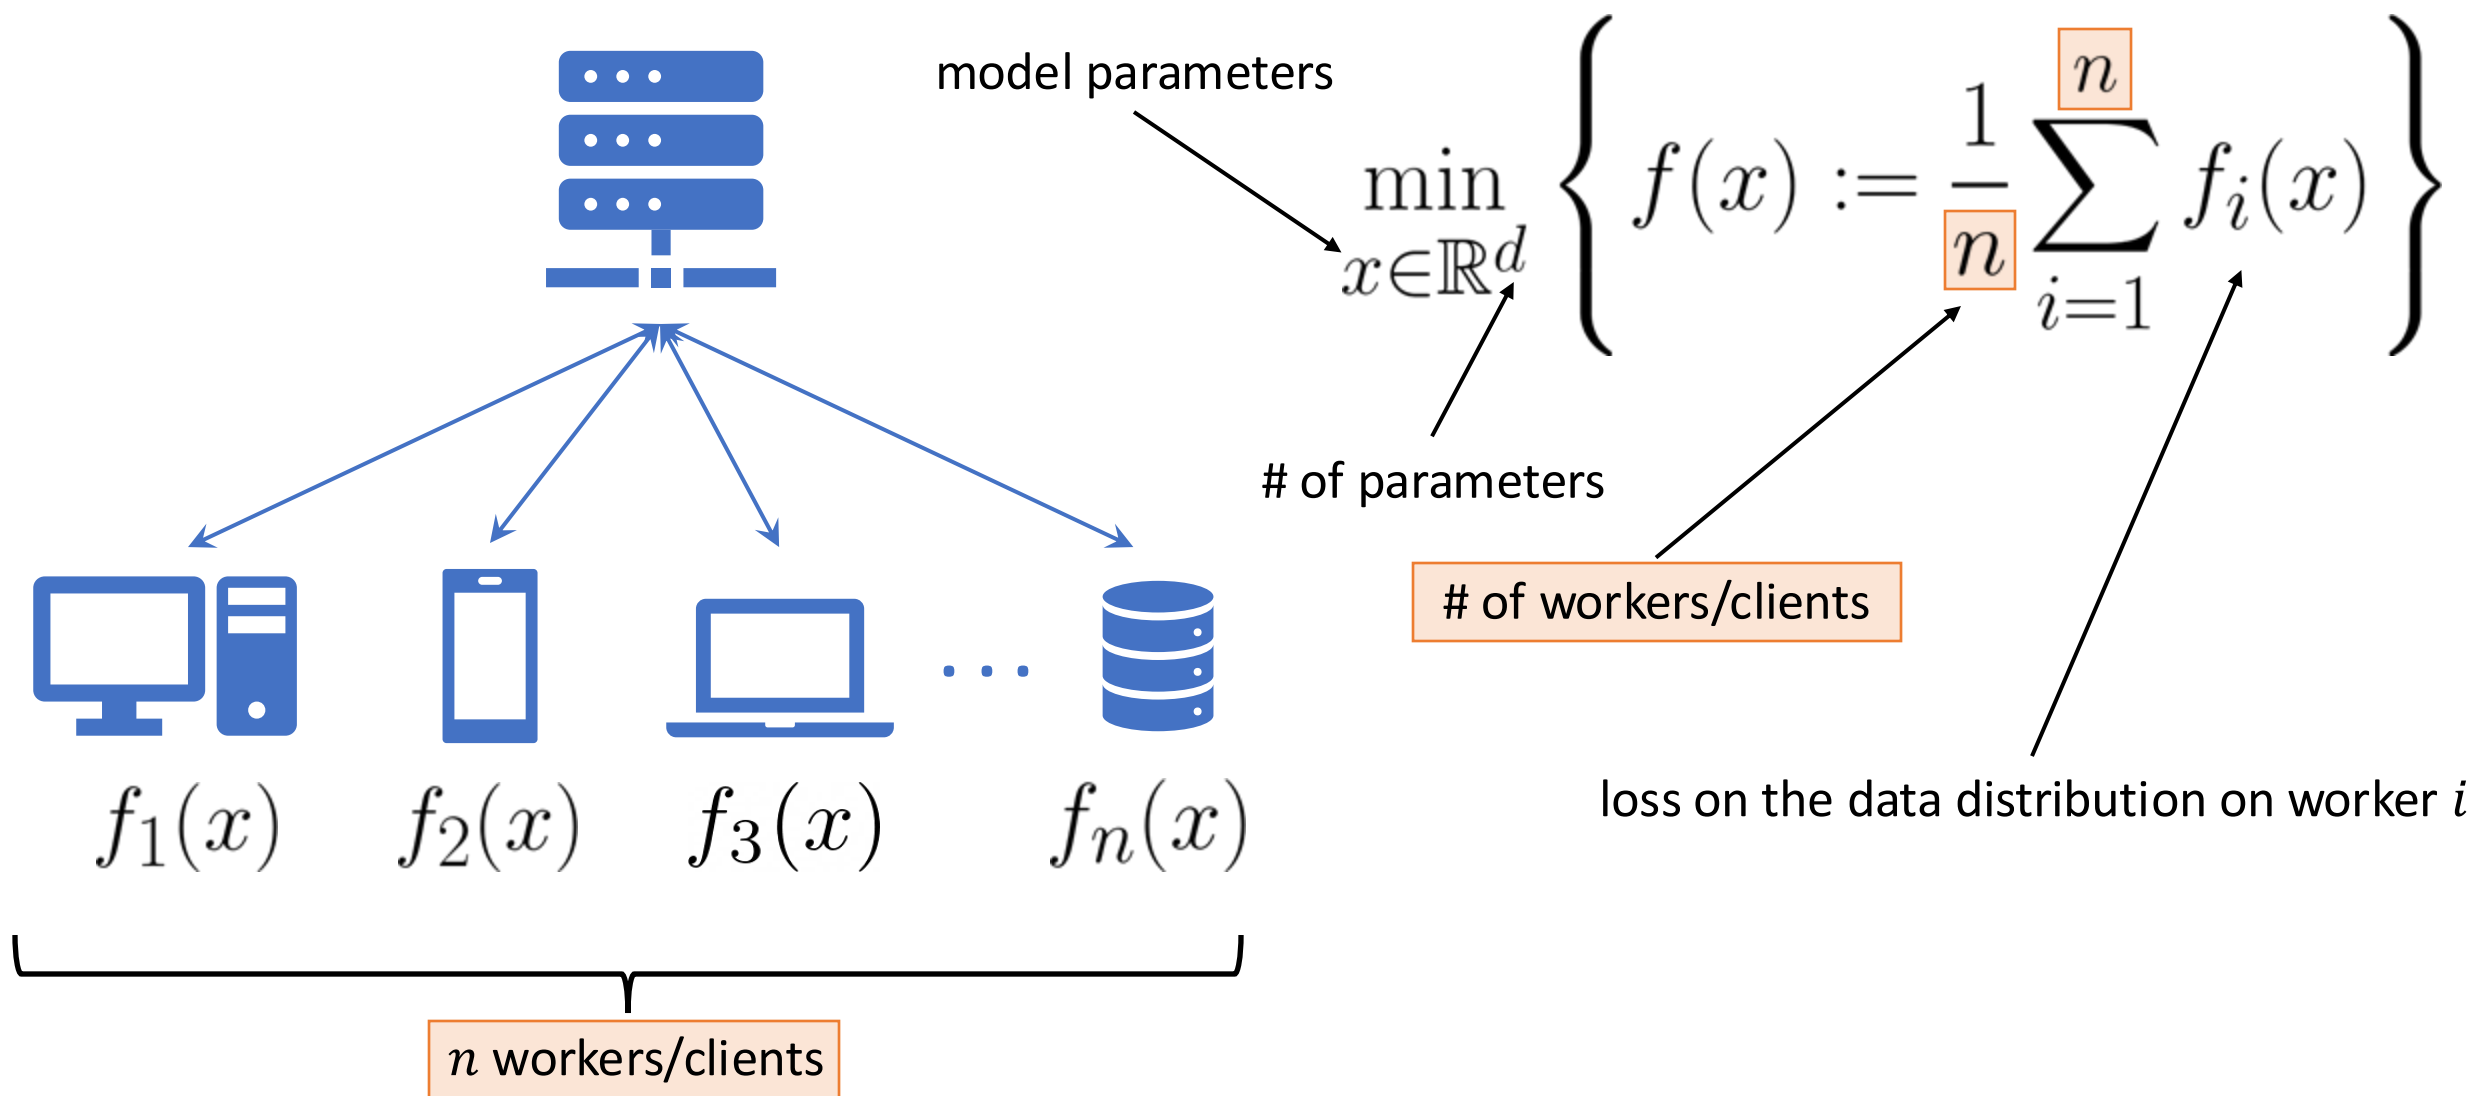 model parameters
min x∈ℝ^d { f(x) := 1/n ∑_{i=1}^{n} f_i(x) }
# of parameters
# of workers/clients
loss on the data distribution on worker i
f_1(x) f_2(x) f_3(x) ... f_n(x)
n workers/clients